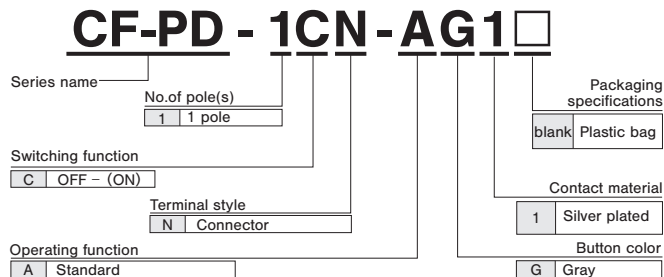 CF-PD - 1CN - AG1□
Series name
No.of pole(s)
1 1 pole
Packaging
specifications
blank Plastic bag
Switching function
C OFF – (ON)
Terminal style
N Connector
Contact material
1 Silver plated
Operating function
A Standard
Button color
G Gray